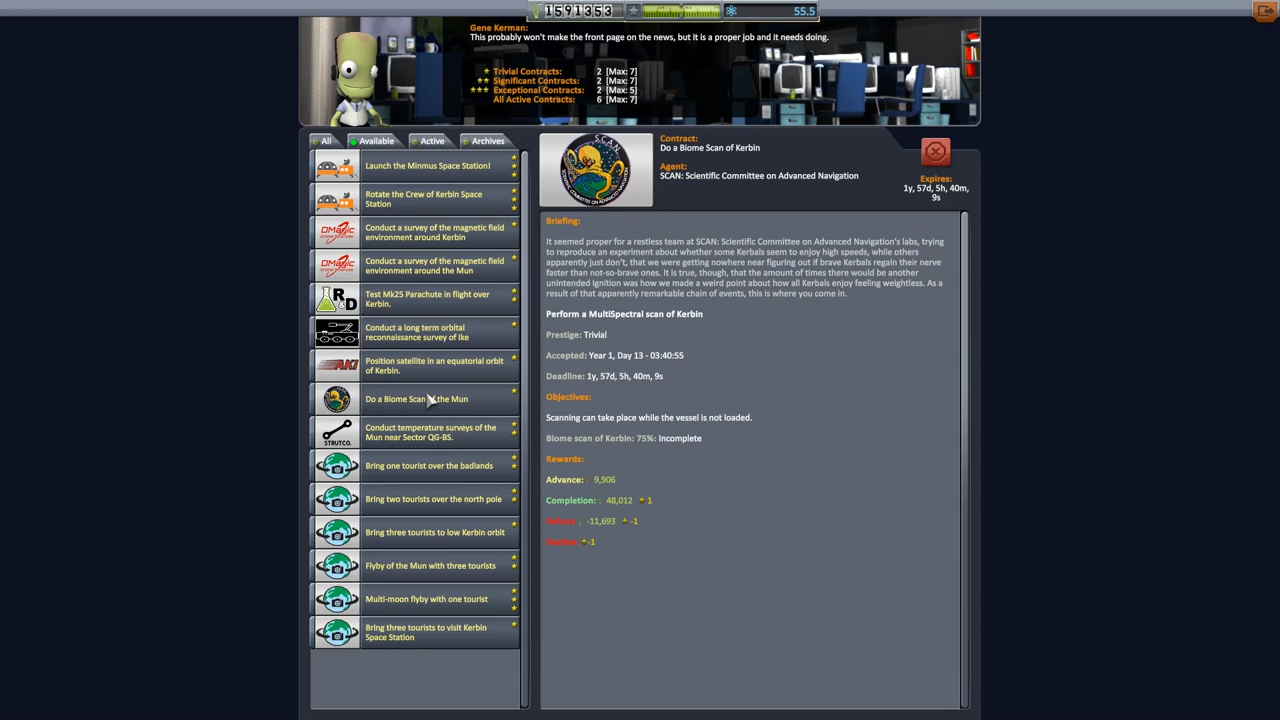 1591353
55.5
Gene Kerman:
This probably won't make the front page on the news, but it is a proper job and it needs doing.
Trivial Contracts: 2 [Max: 7]
Significant Contracts: 2 [Max: 7]
Exceptional Contracts: 2 [Max: 5]
All Active Contracts: 6 [Max: 7]
All
Available
Active
Archives
Launch the Minmus Space Station!
Rotate the Crew of Kerbin Space
Station
DMagic
Conduct a survey of the magnetic field
environment around Kerbin
DMagic
Conduct a survey of the magnetic field
environment around the Mun
R&D
Test Mk25 Parachute in flight over
Kerbin.
Conduct a long term orbital
reconnaissance survey of Ike
Position satellite in an equatorial orbit
of Kerbin.
Do a Biome Scan the Mun
STRUTCO.
Conduct temperature surveys of the
Mun near Sector QG-BS.
Bring one tourist over the badlands
Bring two tourists over the north pole
Bring three tourists to low Kerbin orbit
Flyby of the Mun with three tourists
Multi-moon flyby with one tourist
Bring three tourists to visit Kerbin
Space Station
S.C.A.N.
SCIENTIFIC COMMITTEE ON ADVANCED NAVIGATION
Contract:
Do a Biome Scan of Kerbin
Agent:
SCAN: Scientific Committee on Advanced Navigation
Expires:
1y, 57d, 5h, 40m,
9s
Briefing:
It seemed proper for a restless team at SCAN: Scientific Committee on Advanced Navigation's labs, trying
to reproduce an experiment about whether some Kerbals seem to enjoy high speeds, while others
apparently just don't, that we were getting nowhere near figuring out if brave Kerbals regain their nerve
faster than not-so-brave ones. It is true, though, that the amount of times there would be another
unintended ignition was how we made a weird point about how all Kerbals enjoy feeling weightless. As a
result of that apparently remarkable chain of events, this is where you come in.
Perform a MultiSpectral scan of Kerbin
Prestige: Trivial
Accepted: Year 1, Day 13 - 03:40:55
Deadline: 1y, 57d, 5h, 40m, 9s
Objectives:
Scanning can take place while the vessel is not loaded.
Biome scan of Kerbin: 75%: Incomplete
Rewards:
Advance: 9,906
Completion: 48,012 +1
Failure: -11,693 -1
Decline: -1